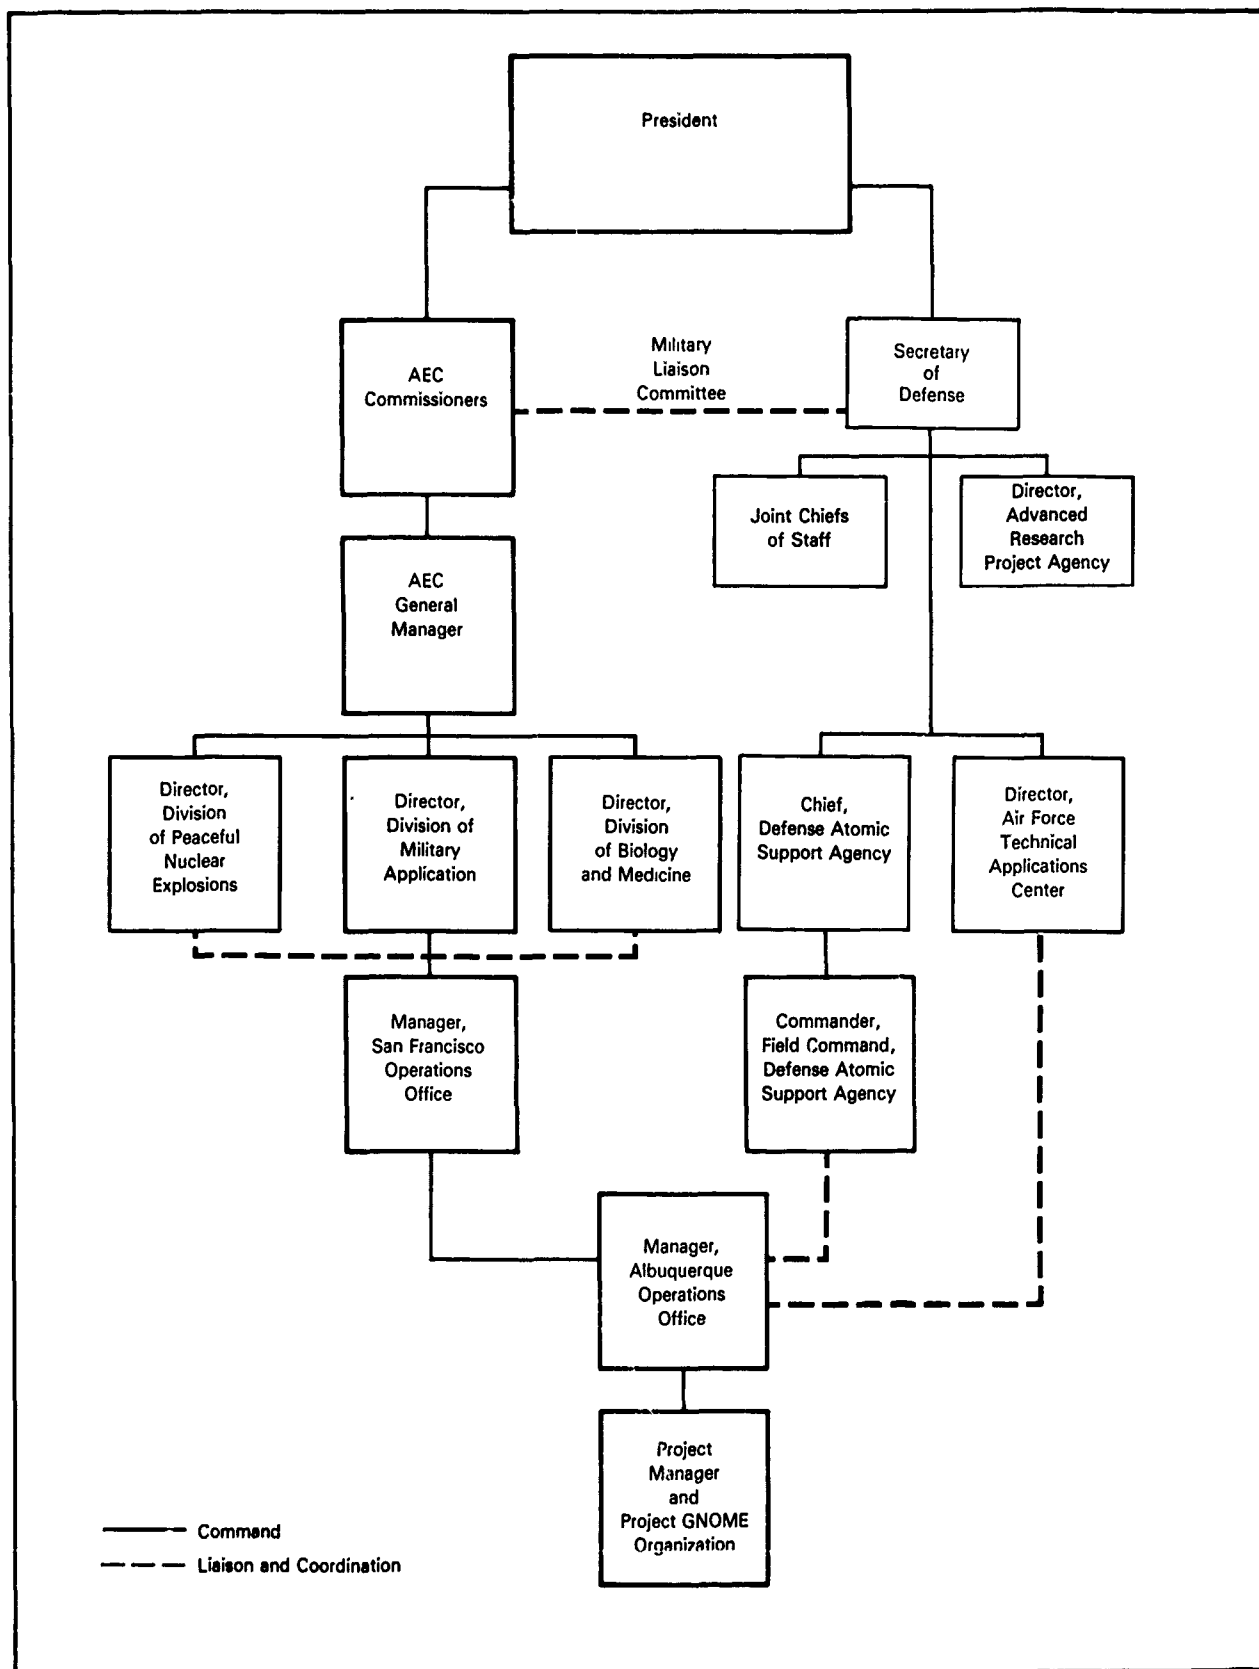 President
AEC
Commissioners
Military
Liaison
Committee
Secretary
of
Defense
Joint Chiefs
of Staff
Director,
Advanced
Research
Project Agency
AEC
General
Manager
Director,
Division
of Peaceful
Nuclear
Explosions
Director,
Division of
Military
Application
Director,
Division
of Biology
and Medicine
Chief,
Defense Atomic
Support Agency
Director,
Air Force
Technical
Applications
Center
Manager,
San Francisco
Operations
Office
Commander,
Field Command,
Defense Atomic
Support Agency
Manager,
Albuquerque
Operations
Office
Project
Manager
and
Project GNOME
Organization
Command
Liaison and Coordination